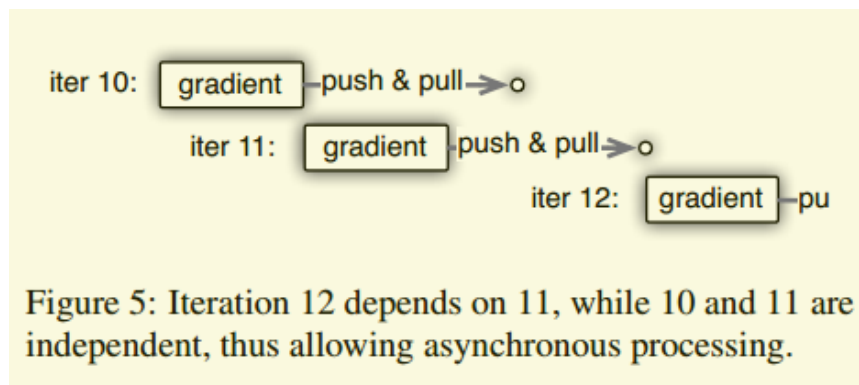 iter 10: gradient push & pull
iter 11: gradient push & pull
iter 12: gradient pu
Figure 5: Iteration 12 depends on 11, while 10 and 11 are
independent, thus allowing asynchronous processing.